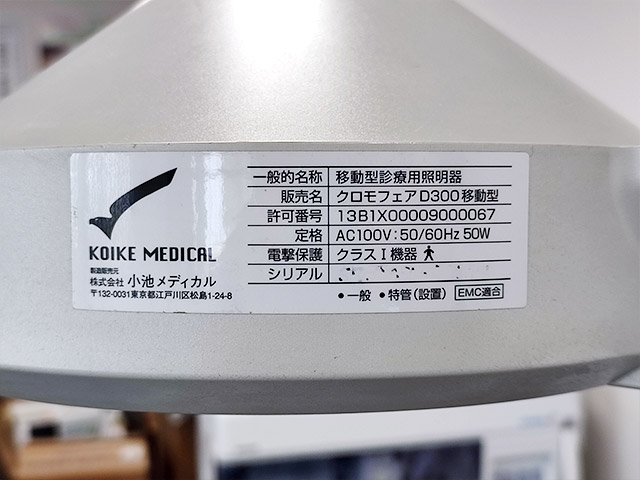 KOIKE MEDICAL
製造販売元
株式会社 小池メディカル
〒132-0031東京都江戸川区松島1-24-8
一般的名称 移動型診療用照明器
販売名 クロモフェアD300移動型
許可番号 13B1X00009000067
定格 AC100V:50/60Hz 50W
電撃保護 クラスⅠ機器
シリアル
●一般 ●特管(設置) EMC適合